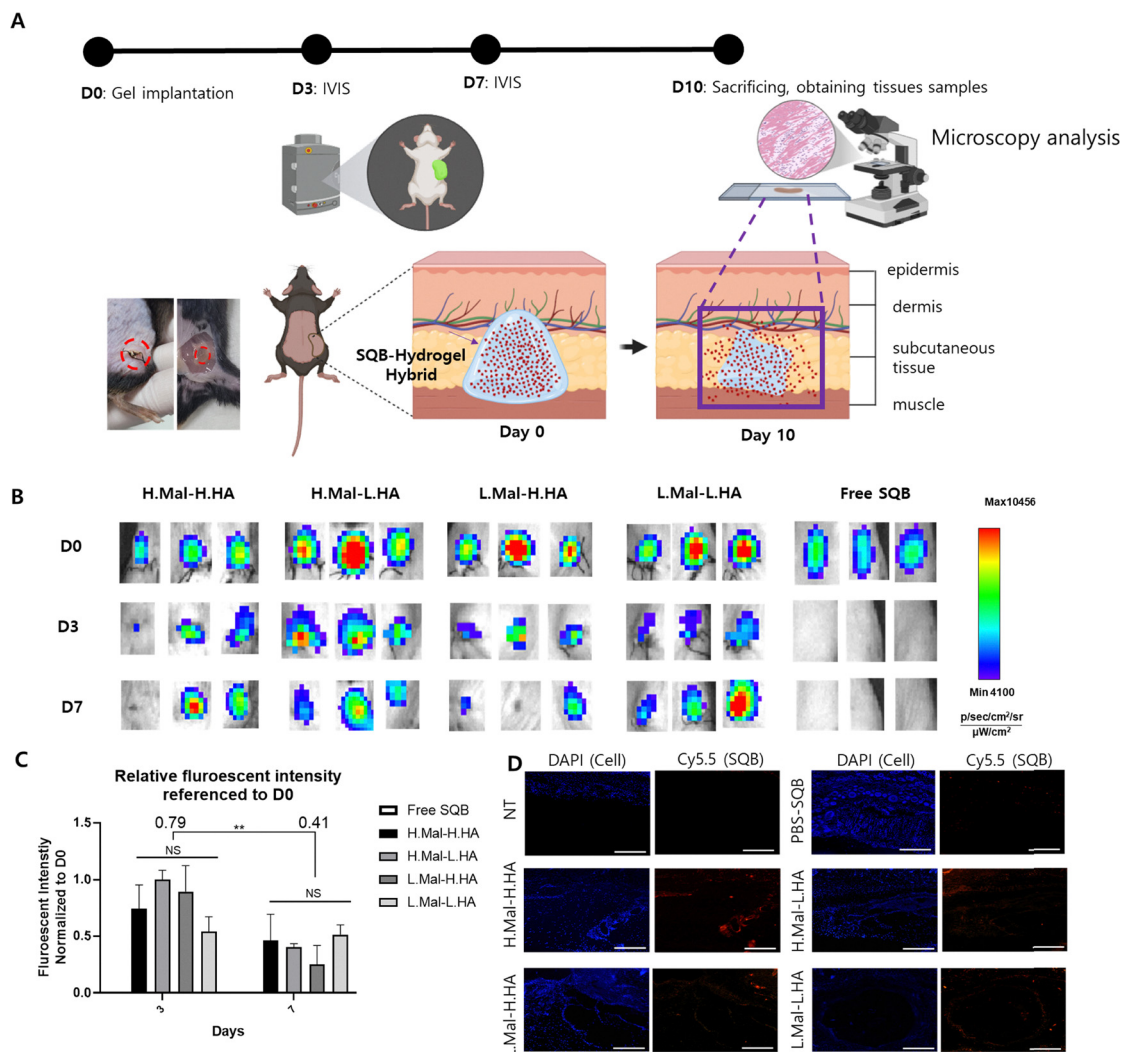 A
D0: Gel implantation
D3: IVIS
D7: IVIS
D10: Sacrificing, obtaining tissues samples
Microscopy analysis
SQB-Hydrogel
Hybrid
epidermis
dermis
subcutaneous
tissue
muscle
Day 0
Day 10
B
H.Mal-H.HA
H.Mal-L.HA
L.Mal-H.HA
L.Mal-L.HA
Free SQB
D0
D3
D7
Max10456
Min 4100
p/sec/cm²/sr
µW/cm²
C
Relative fluroescent intensity
referenced to D0
Fluroescent Intenstiy
Normalized to D0
1.5
1.0
0.5
0.0
0.79
**
0.41
NS
NS
3
7
Days
Free SQB
H.Mal-H.HA
H.Mal-L.HA
L.Mal-H.HA
L.Mal-L.HA
D
DAPI (Cell)
Cy5.5 (SQB)
DAPI (Cell)
Cy5.5 (SQB)
NT
PBS-SQB
H.Mal-H.HA
H.Mal-L.HA
L.Mal-H.HA
L.Mal-L.HA